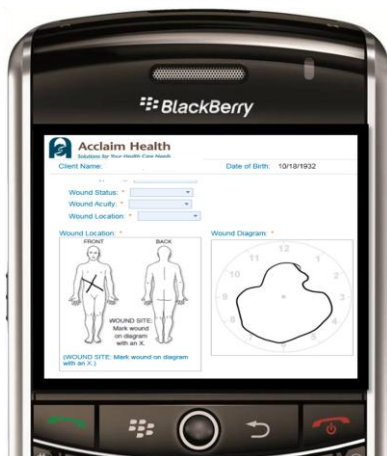 BlackBerry
Acclaim Health
Solutions for Your Health Care Needs
Client Name: Date of Birth: 10/18/1932
Wound Status: *
Wound Acuity: *
Wound Location: *
Wound Location: * Wound Diagram: *
FRONT BACK
WOUND SITE:
Mark wound
on diagram
with an X.
(WOUND SITE: Mark wound on diagram
with an X.)
12
1
2
3
4
5
6
7
8
9
10
11